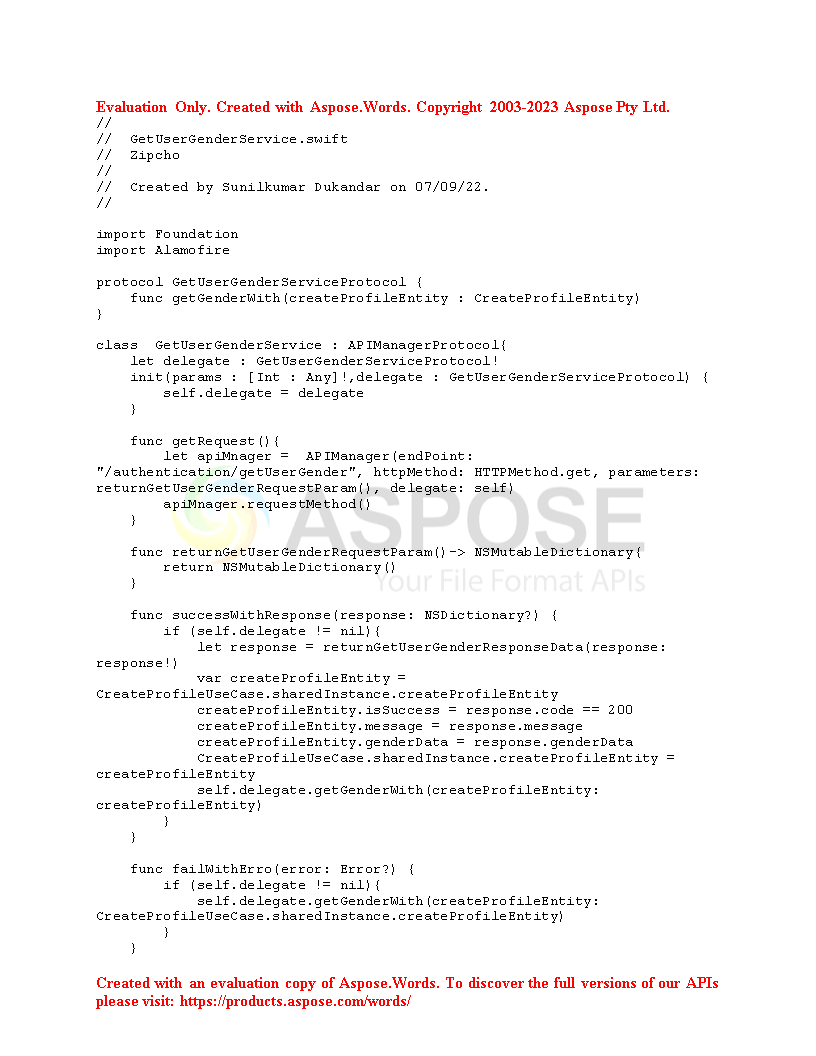 Evaluation Only. Created with Aspose.Words. Copyright 2003-2023 Aspose Pty Ltd.
//
//  GetUserGenderService.swift
//  Zipcho
//
//  Created by Sunilkumar Dukandar on 07/09/22.
//

import Foundation
import Alamofire

protocol GetUserGenderServiceProtocol {
    func getGenderWith(createProfileEntity : CreateProfileEntity)
}

class  GetUserGenderService : APIManagerProtocol{
    let delegate : GetUserGenderServiceProtocol!
    init(params : [Int : Any]!,delegate : GetUserGenderServiceProtocol) {
        self.delegate = delegate
    }

    func getRequest(){
        let apiMnager =  APIManager(endPoint:
"/authentication/getUserGender", httpMethod: HTTPMethod.get, parameters:
returnGetUserGenderRequestParam(), delegate: self)
        apiMnager.requestMethod()
    }

    func returnGetUserGenderRequestParam()-> NSMutableDictionary{
        return NSMutableDictionary()
    }

    func successWithResponse(response: NSDictionary?) {
        if (self.delegate != nil){
            let response = returnGetUserGenderResponseData(response:
response!)
            var createProfileEntity =
CreateProfileUseCase.sharedInstance.createProfileEntity
            createProfileEntity.isSuccess = response.code == 200
            createProfileEntity.message = response.message
            createProfileEntity.genderData = response.genderData
            CreateProfileUseCase.sharedInstance.createProfileEntity =
createProfileEntity
            self.delegate.getGenderWith(createProfileEntity:
createProfileEntity)
        }
    }

    func failWithErro(error: Error?) {
        if (self.delegate != nil){
            self.delegate.getGenderWith(createProfileEntity:
CreateProfileUseCase.sharedInstance.createProfileEntity)
        }
    }

ASPOSE
Your File Format APIs
Created with an evaluation copy of Aspose.Words. To discover the full versions of our APIs
please visit: https://products.aspose.com/words/